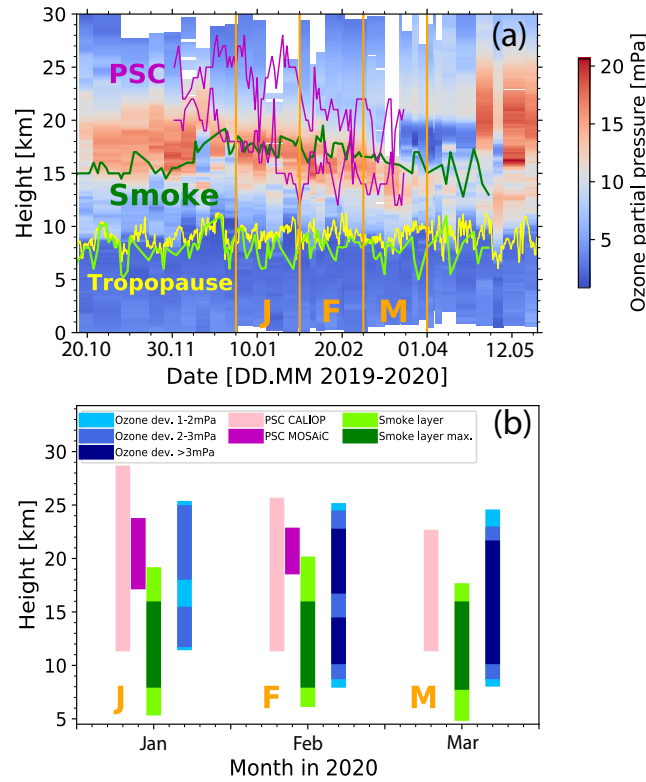 (a)
30
25
20
15
10
5
0
Height [km]
PSC
Smoke
Tropopause
J F M
20.10 30.11 10.01 20.02 01.04 12.05
Date [DD.MM 2019-2020]
20
15
10
5
Ozone partial pressure [mPa]
(b)
Ozone dev. 1-2mPa PSC CALIOP Smoke layer
Ozone dev. 2-3mPa PSC MOSAiC Smoke layer max.
Ozone dev. >3mPa
30
25
20
15
10
5
Height [km]
J F M
Jan Feb Mar
Month in 2020